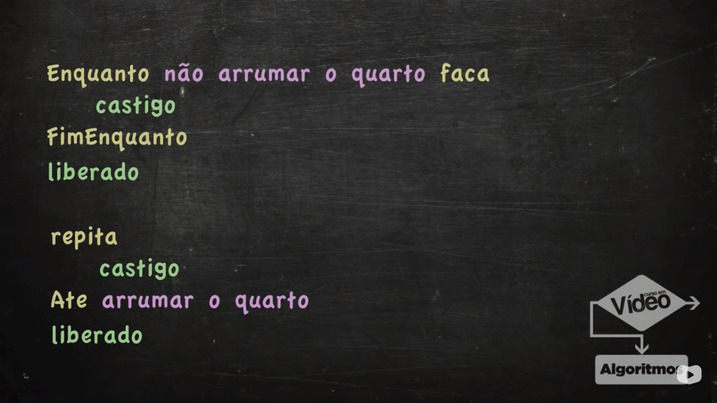 Enquanto não arrumar o quarto faca
castigo
FimEnquanto
liberado
repita
castigo
Ate arrumar o quarto
liberado
curso em
Vídeo
Algoritmos